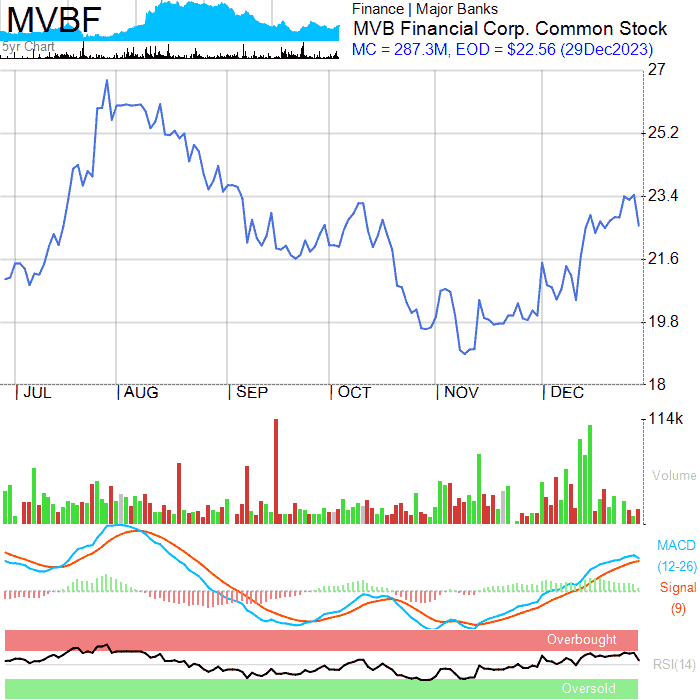 MVBF
5yr Chart
Finance | Major Banks
MVB Financial Corp. Common Stock
MC = 287.3M, EOD = $22.56 (29Dec2023)
27
25.2
23.4
21.6
19.8
18
JUL AUG SEP OCT NOV DEC
114k
Volume
MACD
(12-26)
Signal
(9)
Overbought
RSI(14)
Oversold